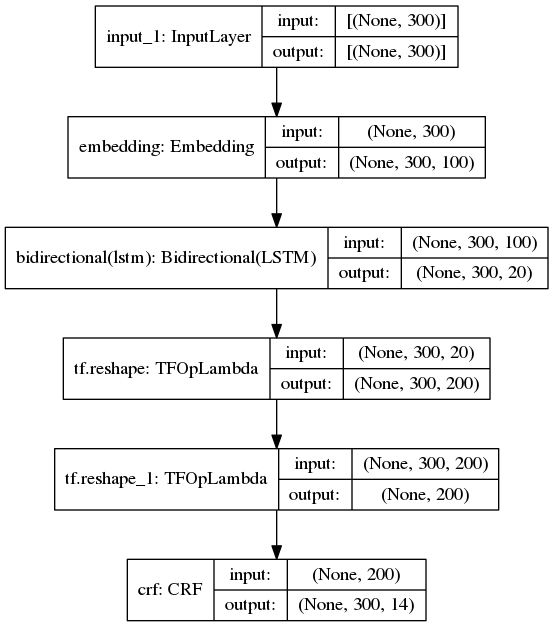 input_1: InputLayer
input: [(None, 300)]
output: [(None, 300)]
embedding: Embedding
input: (None, 300)
output: (None, 300, 100)
bidirectional(lstm): Bidirectional(LSTM)
input: (None, 300, 100)
output: (None, 300, 20)
tf.reshape: TFOpLambda
input: (None, 300, 20)
output: (None, 300, 200)
tf.reshape_1: TFOpLambda
input: (None, 300, 200)
output: (None, 200)
crf: CRF
input: (None, 200)
output: (None, 300, 14)